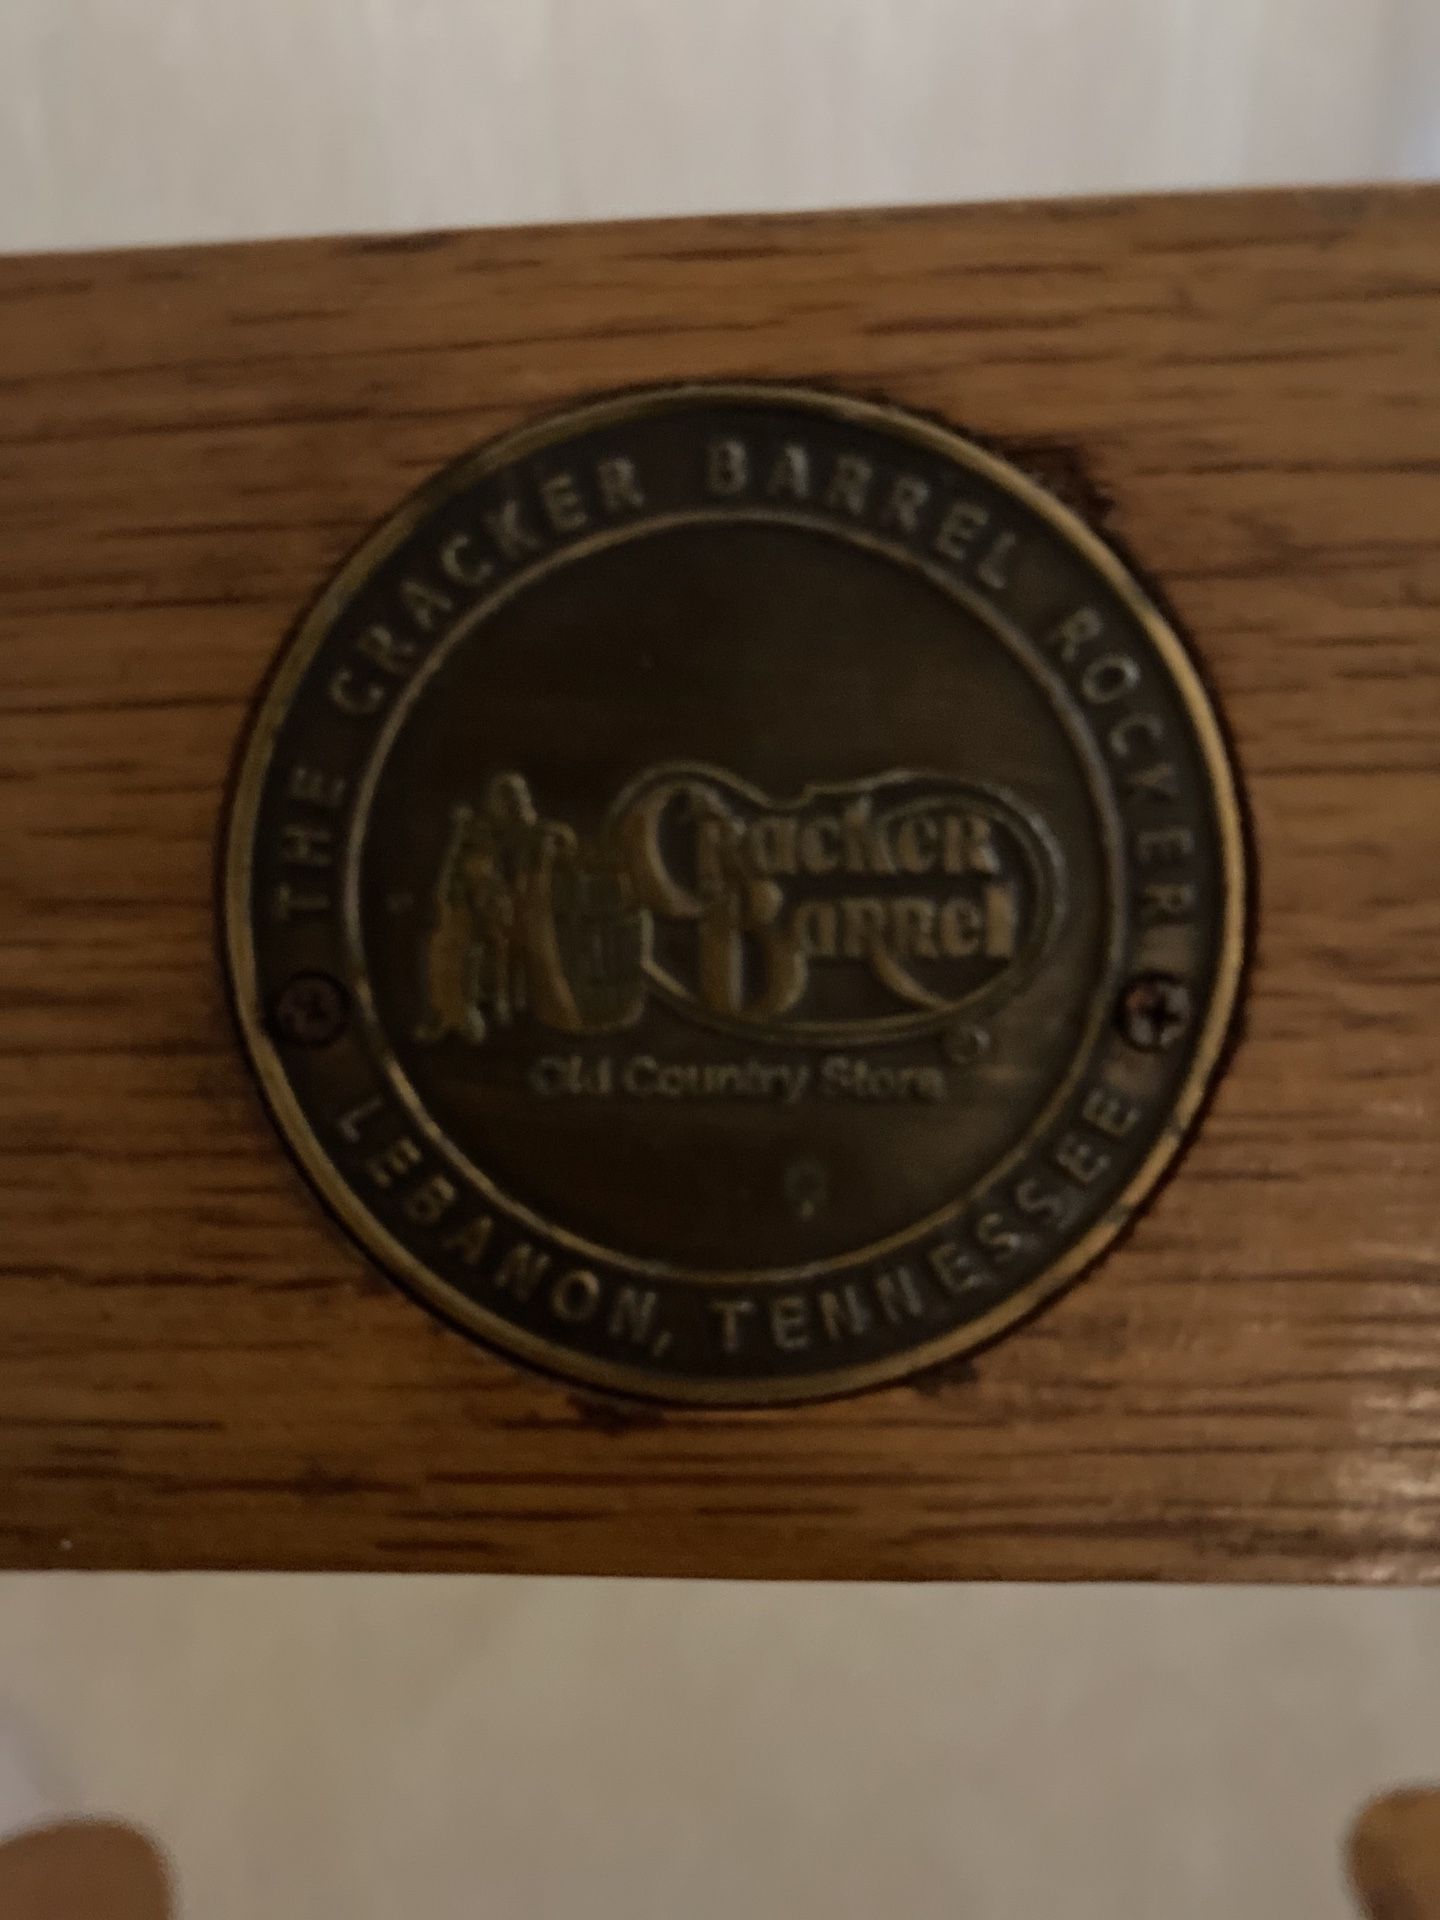 THE CRACKER BARREL ROCKER
Cracker
Barrel
®
Old Country Store
LEBANON, TENNESSEE